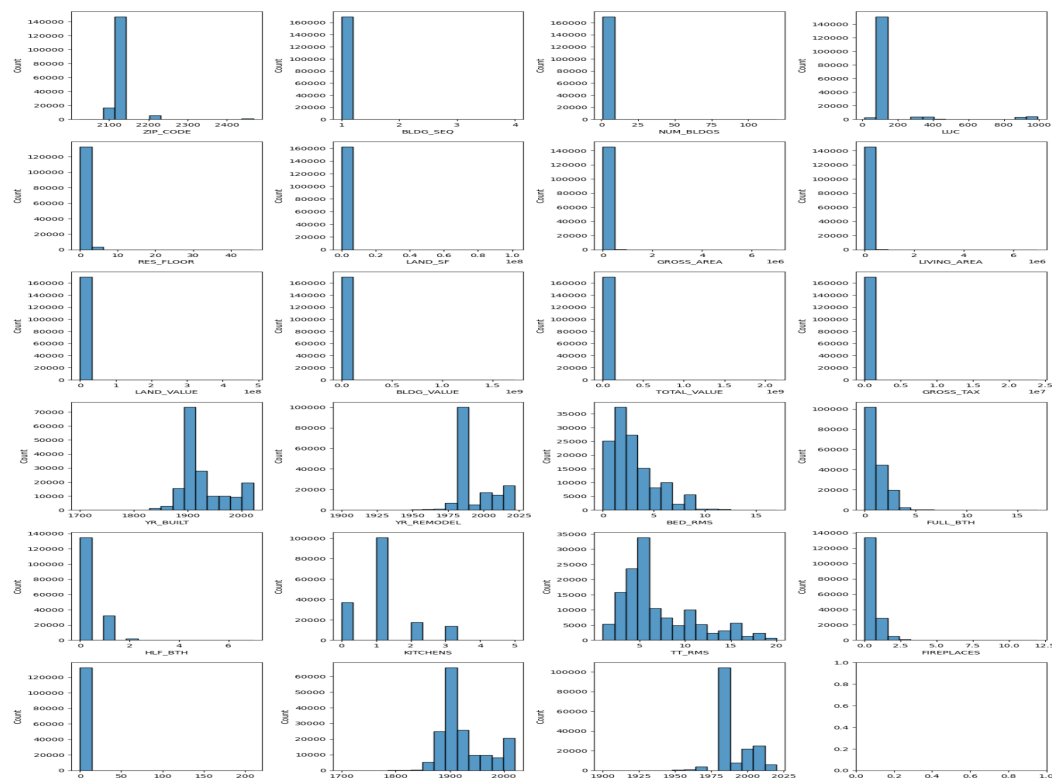 140000
120000
100000
80000
60000
40000
20000
0
Count
2100 2200 2300 2400
ZIP_CODE
160000
140000
120000
100000
80000
60000
40000
20000
0
Count
1 2 3 4
BLDG_SEQ
160000
140000
120000
100000
80000
60000
40000
20000
0
Count
0 25 50 75 100
NUM_BLDGS
140000
120000
100000
80000
60000
40000
20000
0
Count
0 200 400 600 800 1000
LUC
120000
100000
80000
60000
40000
20000
0
Count
0 10 20 30 40
RES_FLOOR
160000
140000
120000
100000
80000
60000
40000
20000
0
Count
0.0 0.2 0.4 0.6 0.8 1.0
LAND_SF 1e8
140000
120000
100000
80000
60000
40000
20000
0
Count
0 2 4 6
GROSS_AREA 1e6
140000
120000
100000
80000
60000
40000
20000
0
Count
0 2 4 6
LIVING_AREA 1e6
160000
140000
120000
100000
80000
60000
40000
20000
0
Count
0 1 2 3 4 5
LAND_VALUE 1e8
160000
140000
120000
100000
80000
60000
40000
20000
0
Count
0.0 0.5 1.0 1.5
BLDG_VALUE 1e9
160000
140000
120000
100000
80000
60000
40000
20000
0
Count
0.0 0.5 1.0 1.5 2.0
TOTAL_VALUE 1e9
160000
140000
120000
100000
80000
60000
40000
20000
0
Count
0.0 0.5 1.0 1.5 2.0 2.5
GROSS_TAX 1e7
70000
60000
50000
40000
30000
20000
10000
0
Count
1700 1800 1900 2000
YR_BUILT
100000
80000
60000
40000
20000
0
Count
1900 1925 1950 1975 2000 2025
YR_REMODEL
35000
30000
25000
20000
15000
10000
5000
0
Count
0 5 10 15
BED_RMS
100000
80000
60000
40000
20000
0
Count
0 5 10 15
FULL_BTH
140000
120000
100000
80000
60000
40000
20000
0
Count
0 2 4 6
HLF_BTH
100000
80000
60000
40000
20000
0
Count
0 1 2 3 4 5
KITCHENS
35000
30000
25000
20000
15000
10000
5000
0
Count
0 5 10 15 20
TT_RMS
140000
120000
100000
80000
60000
40000
20000
0
Count
0.0 2.5 5.0 7.5 10.0 12.5
FIREPLACES
120000
100000
80000
60000
40000
20000
0
Count
0 50 100 150 200
60000
50000
40000
30000
20000
10000
0
Count
1700 1800 1900 2000
100000
80000
60000
40000
20000
0
Count
1900 1925 1950 1975 2000 2025
1.0
0.8
0.6
0.4
0.2
0.0
0.0 0.2 0.4 0.6 0.8 1.0